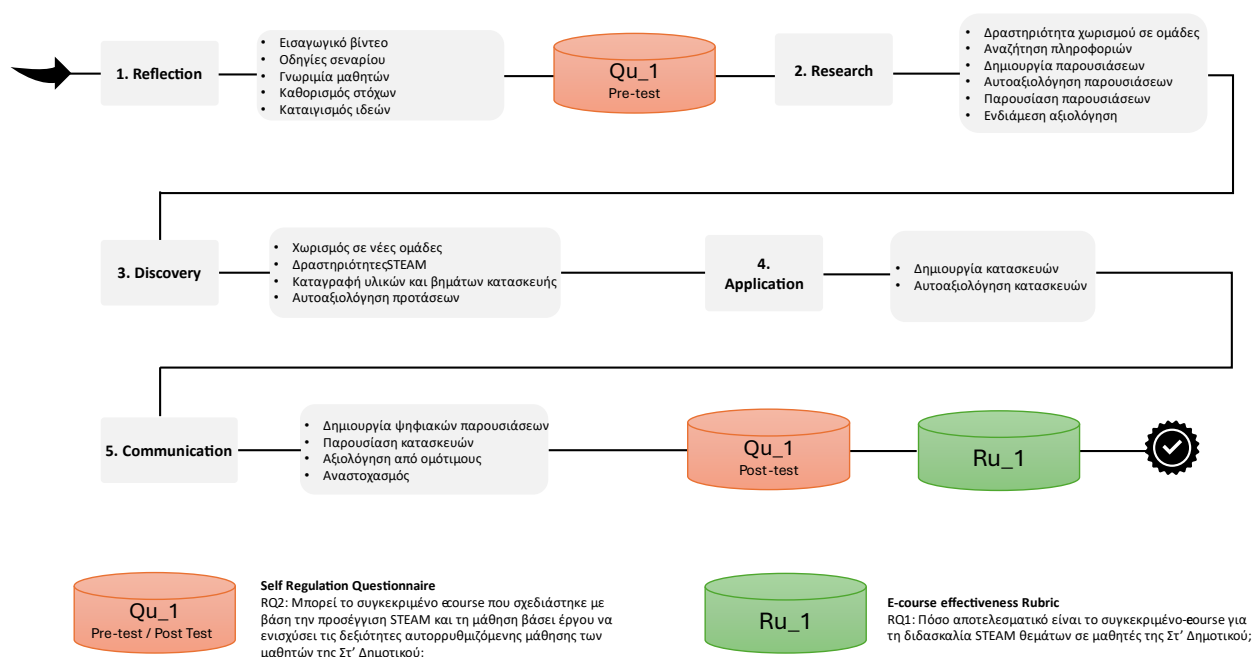 1. Reflection
• Εισαγωγικό βίντεο
• Οδηγίες σεναρίου
• Γνωριμία μαθητών
• Καθορισμός στόχων
• Καταιγισμός ιδεών
Qu_1
Pre-test
2. Research
• Δραστηριότητα χωρισμού σε ομάδες
• Αναζήτηση πληροφοριών
• Δημιουργία παρουσιάσεων
• Αυτοαξιολόγηση παρουσιάσεων
• Παρουσίαση παρουσιάσεων
• Ενδιάμεση αξιολόγηση
3. Discovery
• Χωρισμός σε νέες ομάδες
• ΔραστηριότητεςSTEAM
• Καταγραφή υλικών και βημάτων κατασκευής
• Αυτοαξιολόγηση προτάσεων
4.
Application
• Δημιουργία κατασκευών
• Αυτοαξιολόγηση κατασκευών
5. Communication
• Δημιουργία ψηφιακών παρουσιάσεων
• Παρουσίαση κατασκευών
• Αξιολόγηση από ομότιμους
• Αναστοχασμός
Qu_1
Post-test
Ru_1
Qu_1
Pre-test / Post Test
Self Regulation Questionnaire
RQ2: Μπορεί το συγκεκριμένο ecourse που σχεδιάστηκε με
βάση την προσέγγιση STEAM και τη μάθηση βάσει έργου να
ενισχύσει τις δεξιότητες αυτορρυθμιζόμενης μάθησης των
μαθητών της Στ’ Δημοτικού;
Ru_1
E-course effectiveness Rubric
RQ1: Πόσο αποτελεσματικό είναι το συγκεκριμένο-ecourse για
τη διδασκαλία STEAM θεμάτων σε μαθητές της Στ’ Δημοτικού;